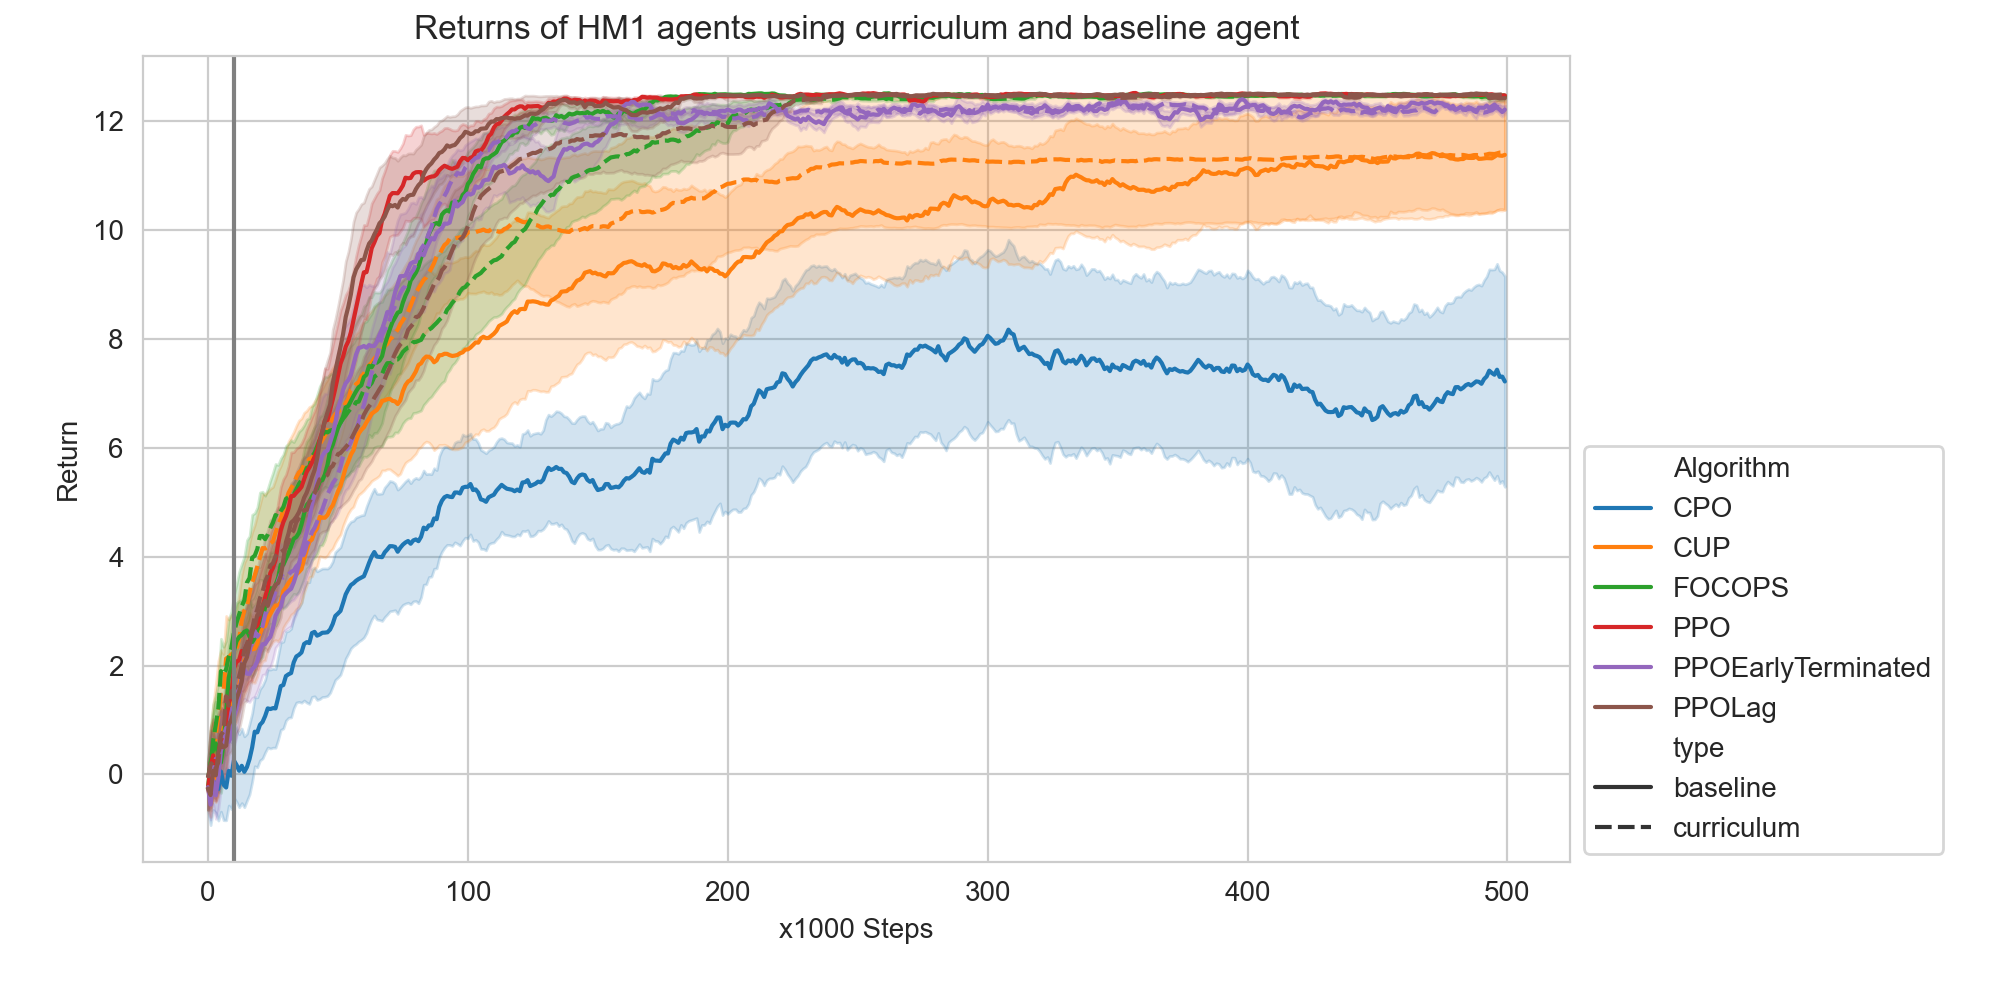 Returns of HM1 agents using curriculum and baseline agent
Return
12
10
8
6
4
2
0
0 100 200 300 400 500
x1000 Steps
Algorithm
CPO
CUP
FOCOPS
PPO
PPOEarlyTerminated
PPOLag
type
baseline
curriculum